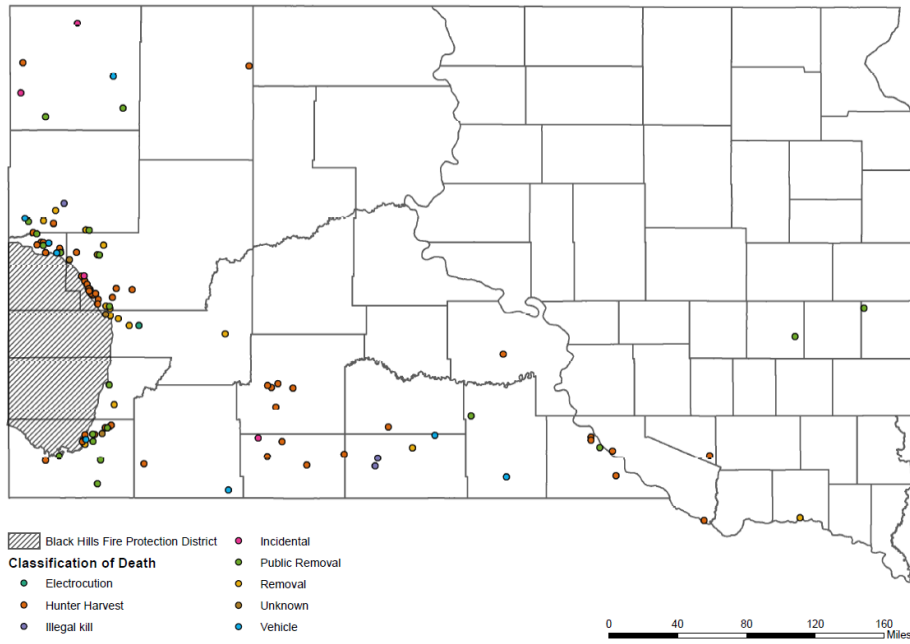 Black Hills Fire Protection District
Classification of Death
Electrocution
Hunter Harvest
Illegal kill
Incidental
Public Removal
Removal
Unknown
Vehicle
0 40 80 120 160
Miles